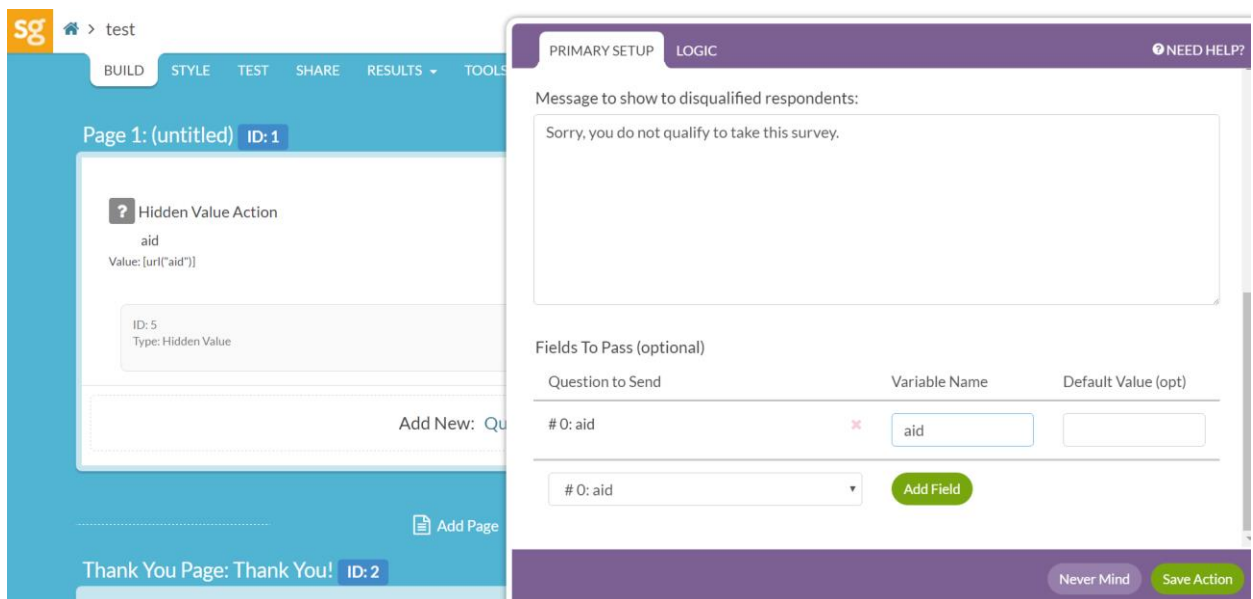 sg > test
BUILD STYLE TEST SHARE RESULTS TOOLS
Page 1: (untitled) ID: 1
? Hidden Value Action
aid
Value: [url("aid")]
ID: 5
Type: Hidden Value
Add New: Qu
Add Page
Thank You Page: Thank You! ID: 2
PRIMARY SETUP LOGIC ?NEED HELP?
Message to show to disqualified respondents:
Sorry, you do not qualify to take this survey.
Fields To Pass (optional)
Question to Send Variable Name Default Value (opt)
# 0: aid aid
# 0: aid Add Field
Never Mind Save Action